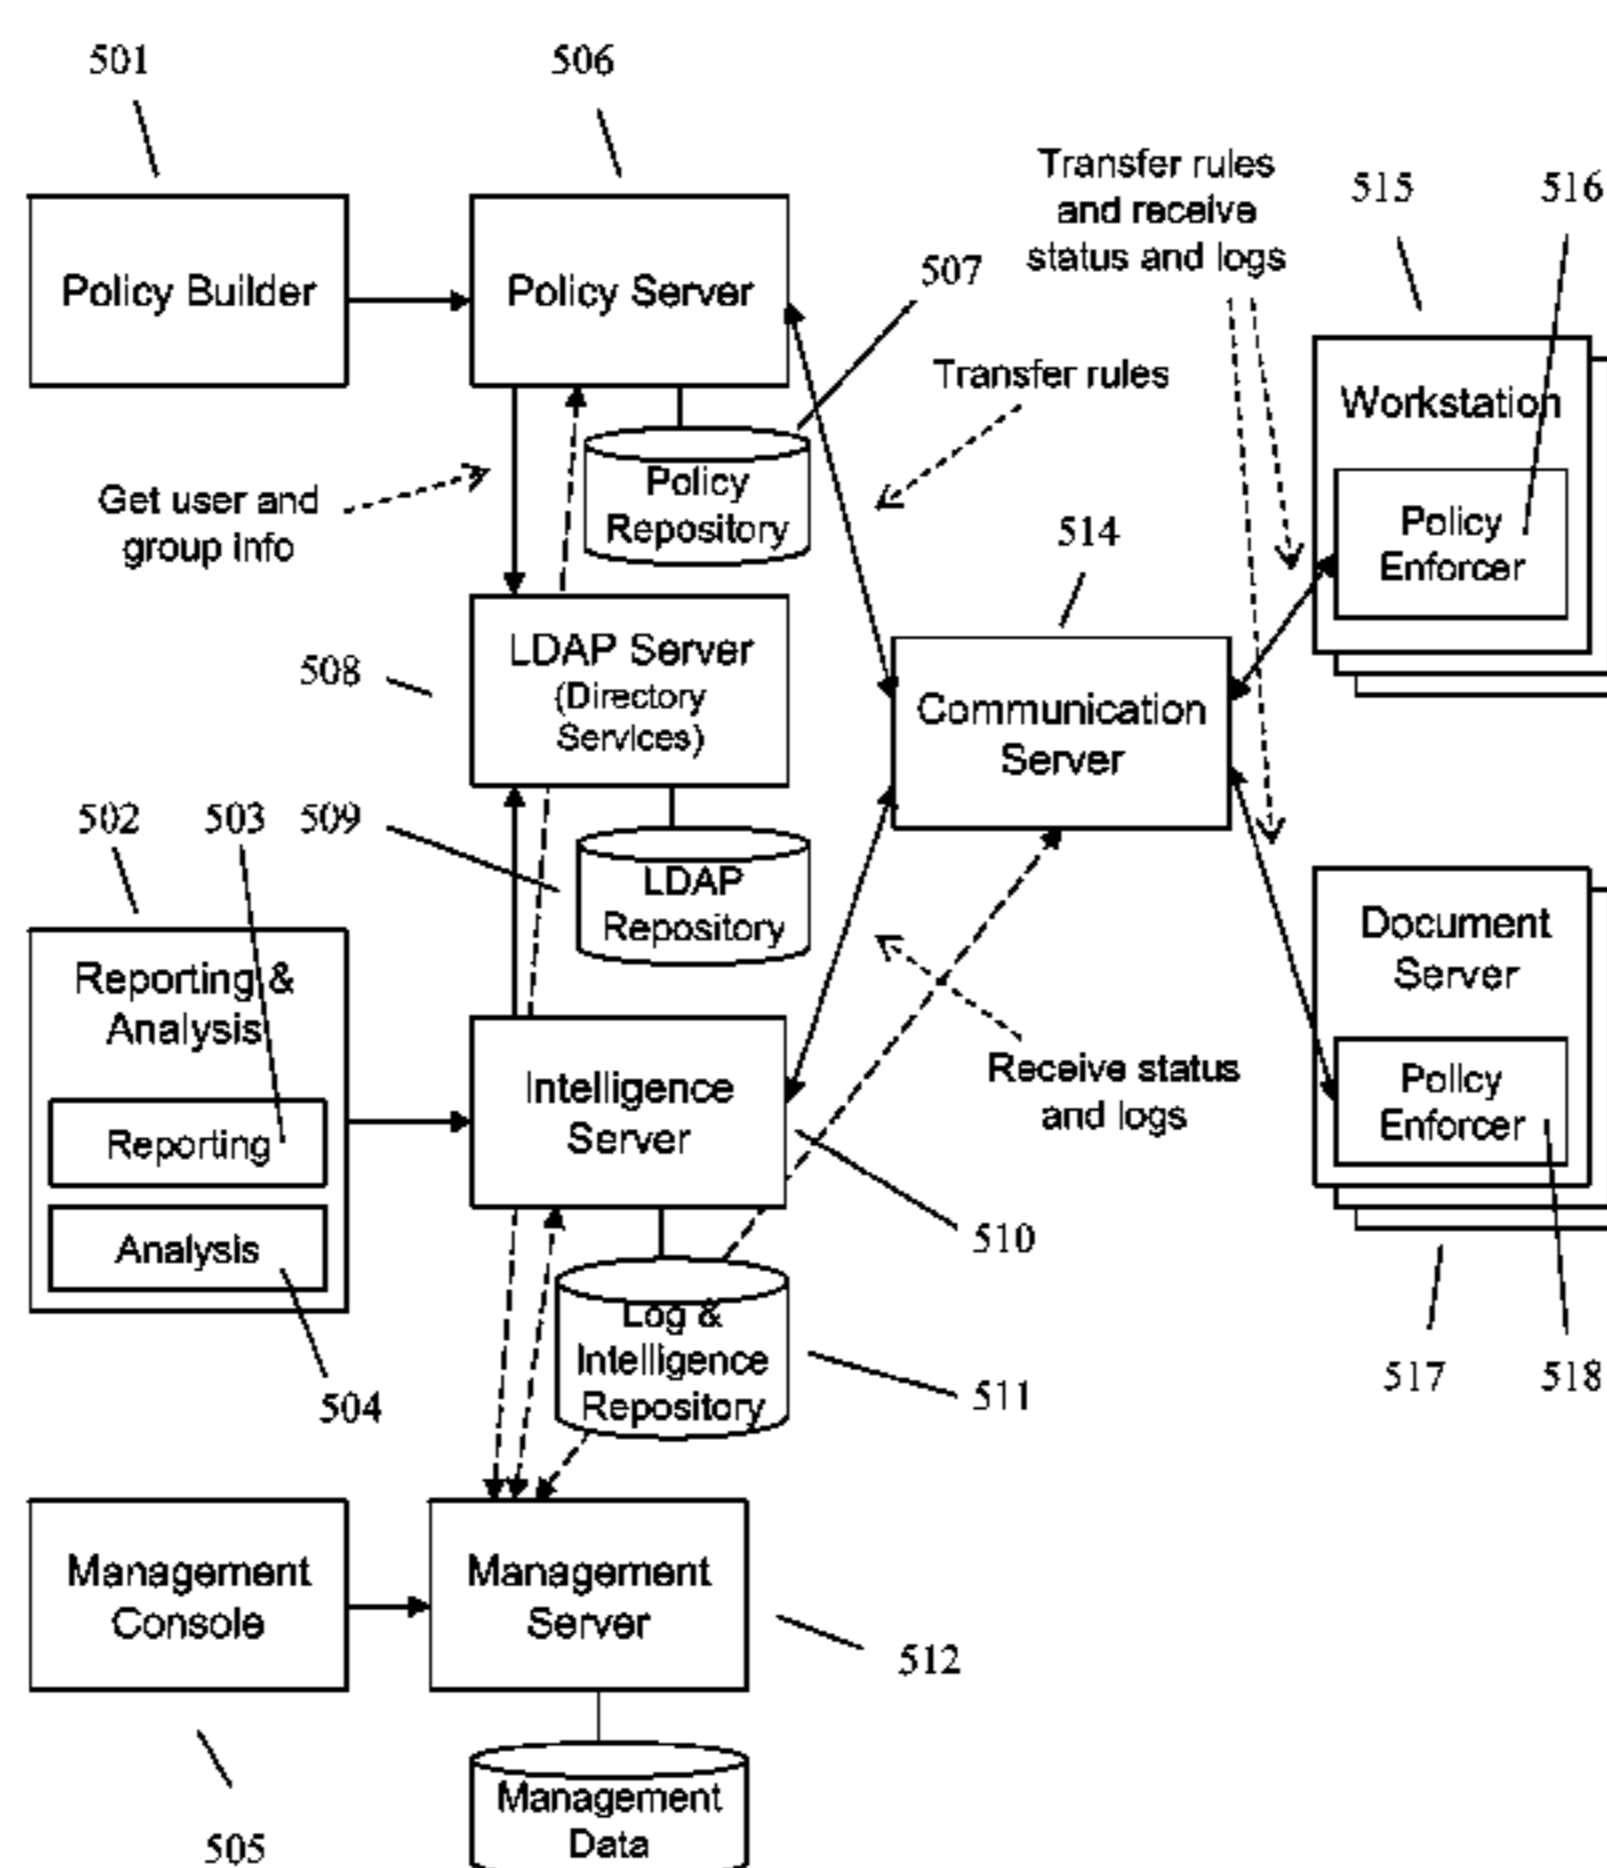 501
506
Transfer rules
and receive
status and logs
515
516
Policy Builder
Policy Server
507
Transfer rules
Workstation
Get user and
group info
Policy
Repository
514
Policy
Enforcer
508
LDAP Server
(Directory
Services)
Communication
Server
502
503
509
LDAP
Repository
Document
Server
Reporting &
Analysis
Reporting
Analysis
Intelligence
Server
Receive status
and logs
Policy
Enforcer
510
504
Log &
Intelligence
Repository
511
517
518
Management
Console
Management
Server
512
505
Management
Data